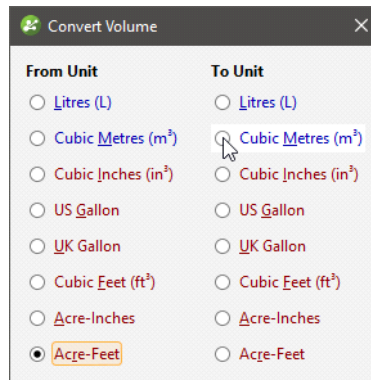 Convert Volume
From Unit To Unit
Litres (L) Litres (L)
Cubic Metres (m³) Cubic Metres (m³)
Cubic Inches (in³) Cubic Inches (in³)
US Gallon US Gallon
UK Gallon UK Gallon
Cubic Feet (ft³) Cubic Feet (ft³)
Acre-Inches Acre-Inches
Acre-Feet Acre-Feet